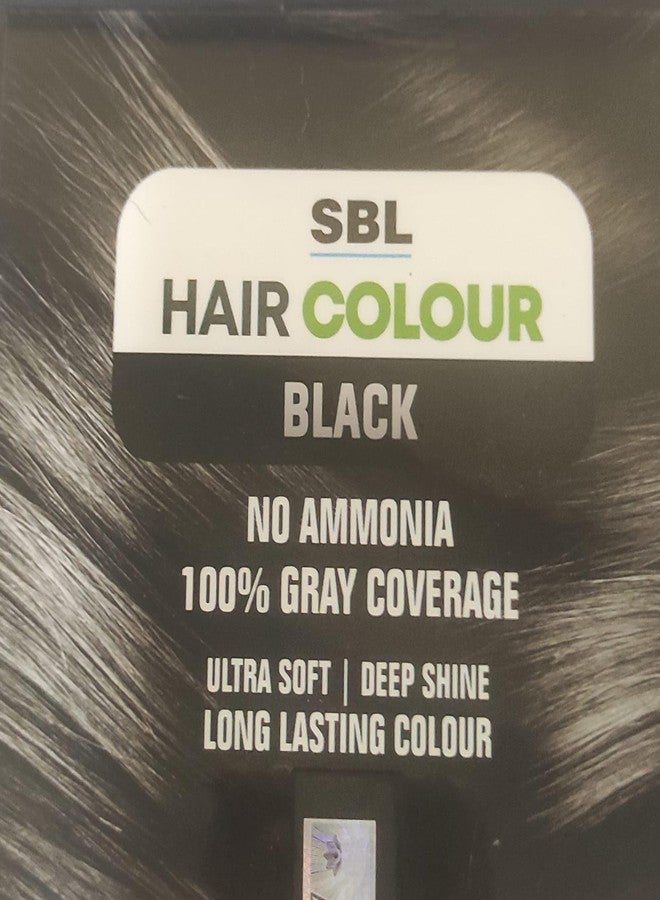 SBL
HAIR COLOUR
BLACK
NO AMMONIA
100% GRAY COVERAGE
ULTRA SOFT | DEEP SHINE
LONG LASTING COLOUR